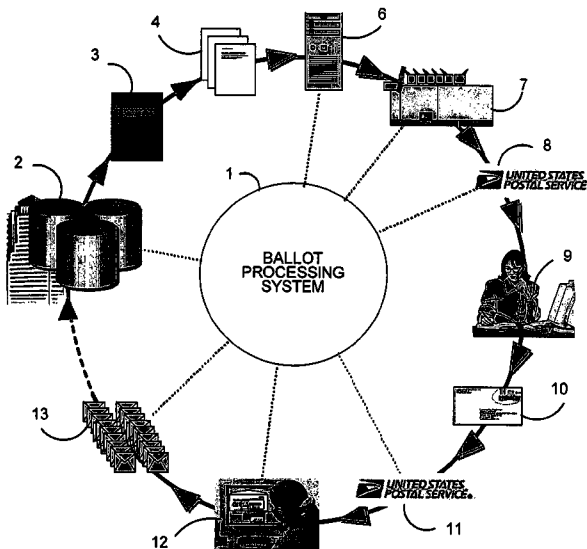 4
6
3
7
2
1
8
UNITED STATES
POSTAL SERVICE
BALLOT
PROCESSING
SYSTEM
9
10
13
UNITED STATES
POSTAL SERVICE®
12
11